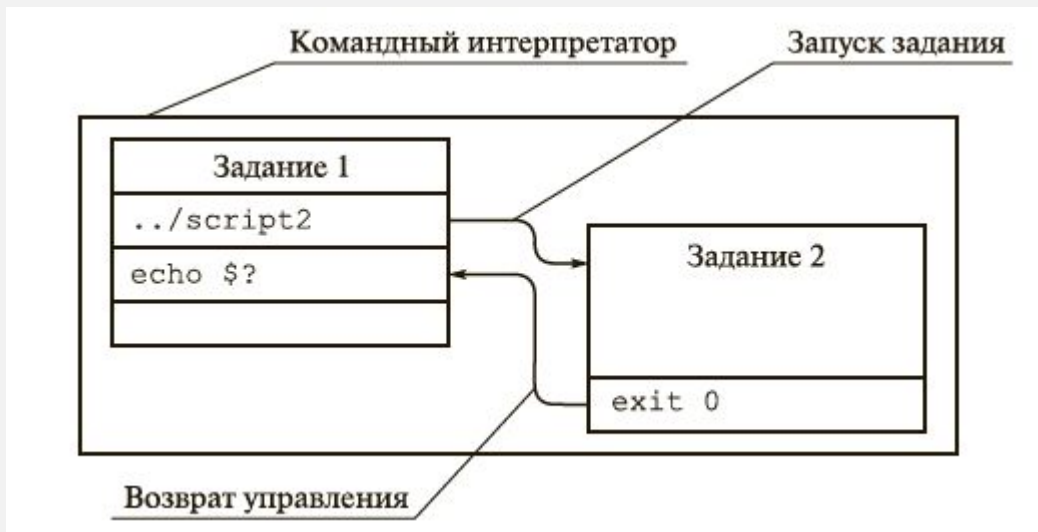 Командный интерпретатор
Запуск задания
Задание 1
../script2
echo $?
Задание 2
exit 0
Возврат управления